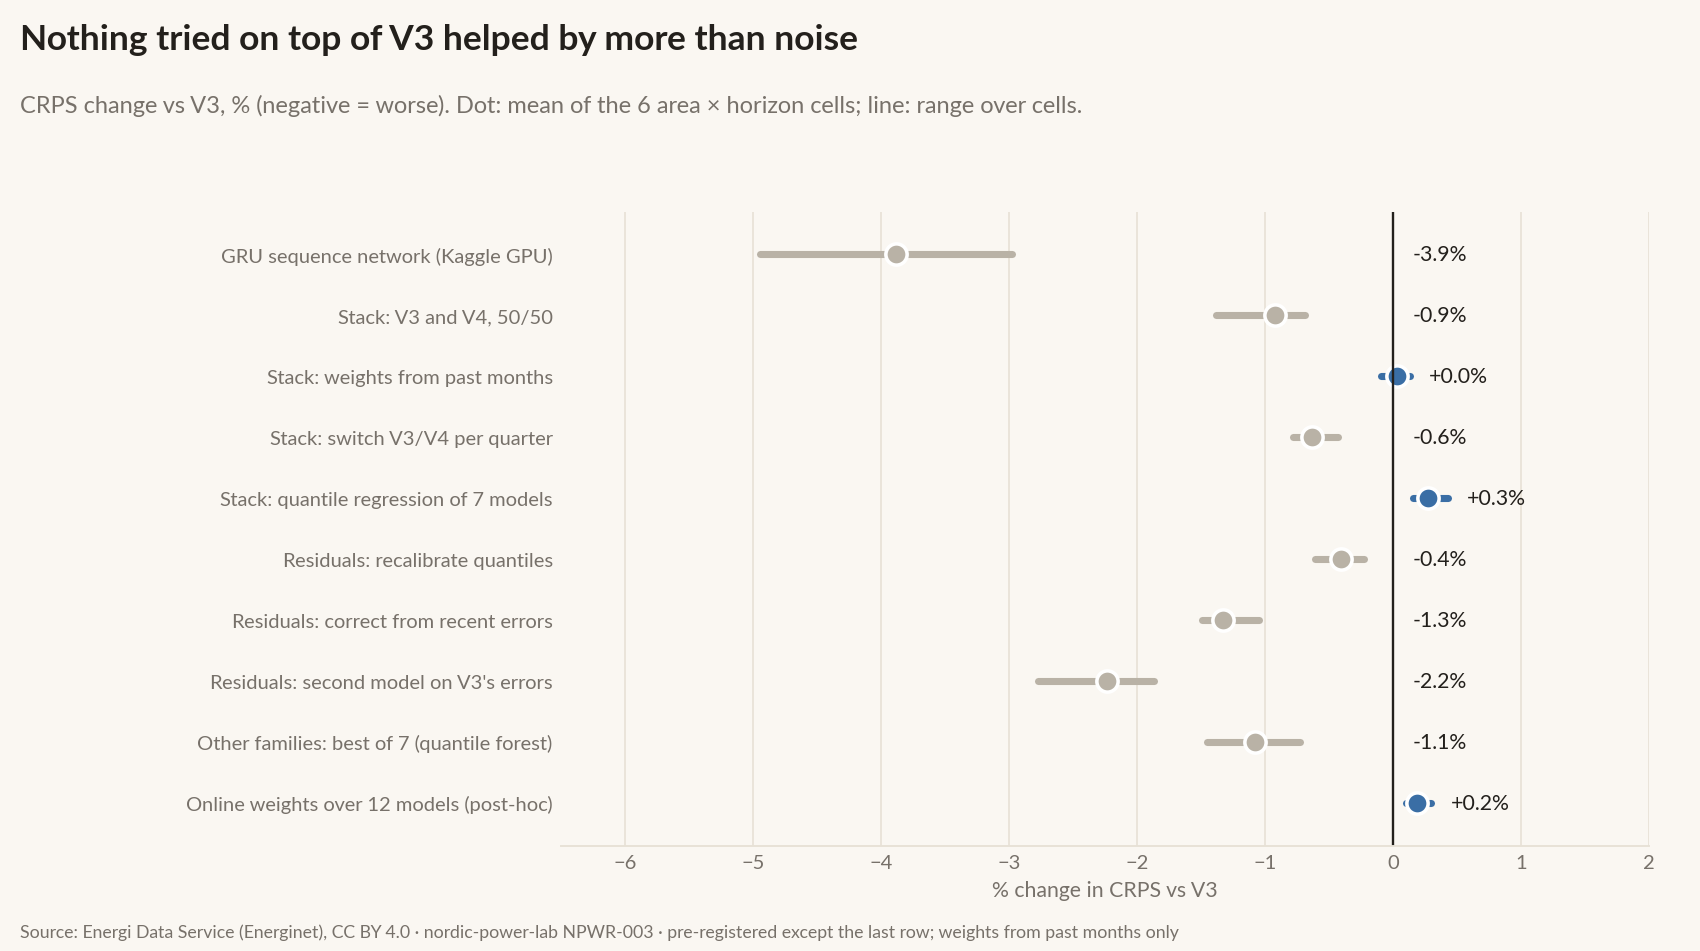 Nothing tried on top of V3 helped by more than noise
CRPS change vs V3, % (negative = worse). Dot: mean of the 6 area × horizon cells; line: range over cells.
GRU sequence network (Kaggle GPU) -3.9%
Stack: V3 and V4, 50/50 -0.9%
Stack: weights from past months +0.0%
Stack: switch V3/V4 per quarter -0.6%
Stack: quantile regression of 7 models +0.3%
Residuals: recalibrate quantiles -0.4%
Residuals: correct from recent errors -1.3%
Residuals: second model on V3's errors -2.2%
Other families: best of 7 (quantile forest) -1.1%
Online weights over 12 models (post-hoc) +0.2%
−6 −5 −4 −3 −2 −1 0 1 2
% change in CRPS vs V3
Source: Energi Data Service (Energinet), CC BY 4.0 · nordic-power-lab NPWR-003 · pre-registered except the last row; weights from past months only